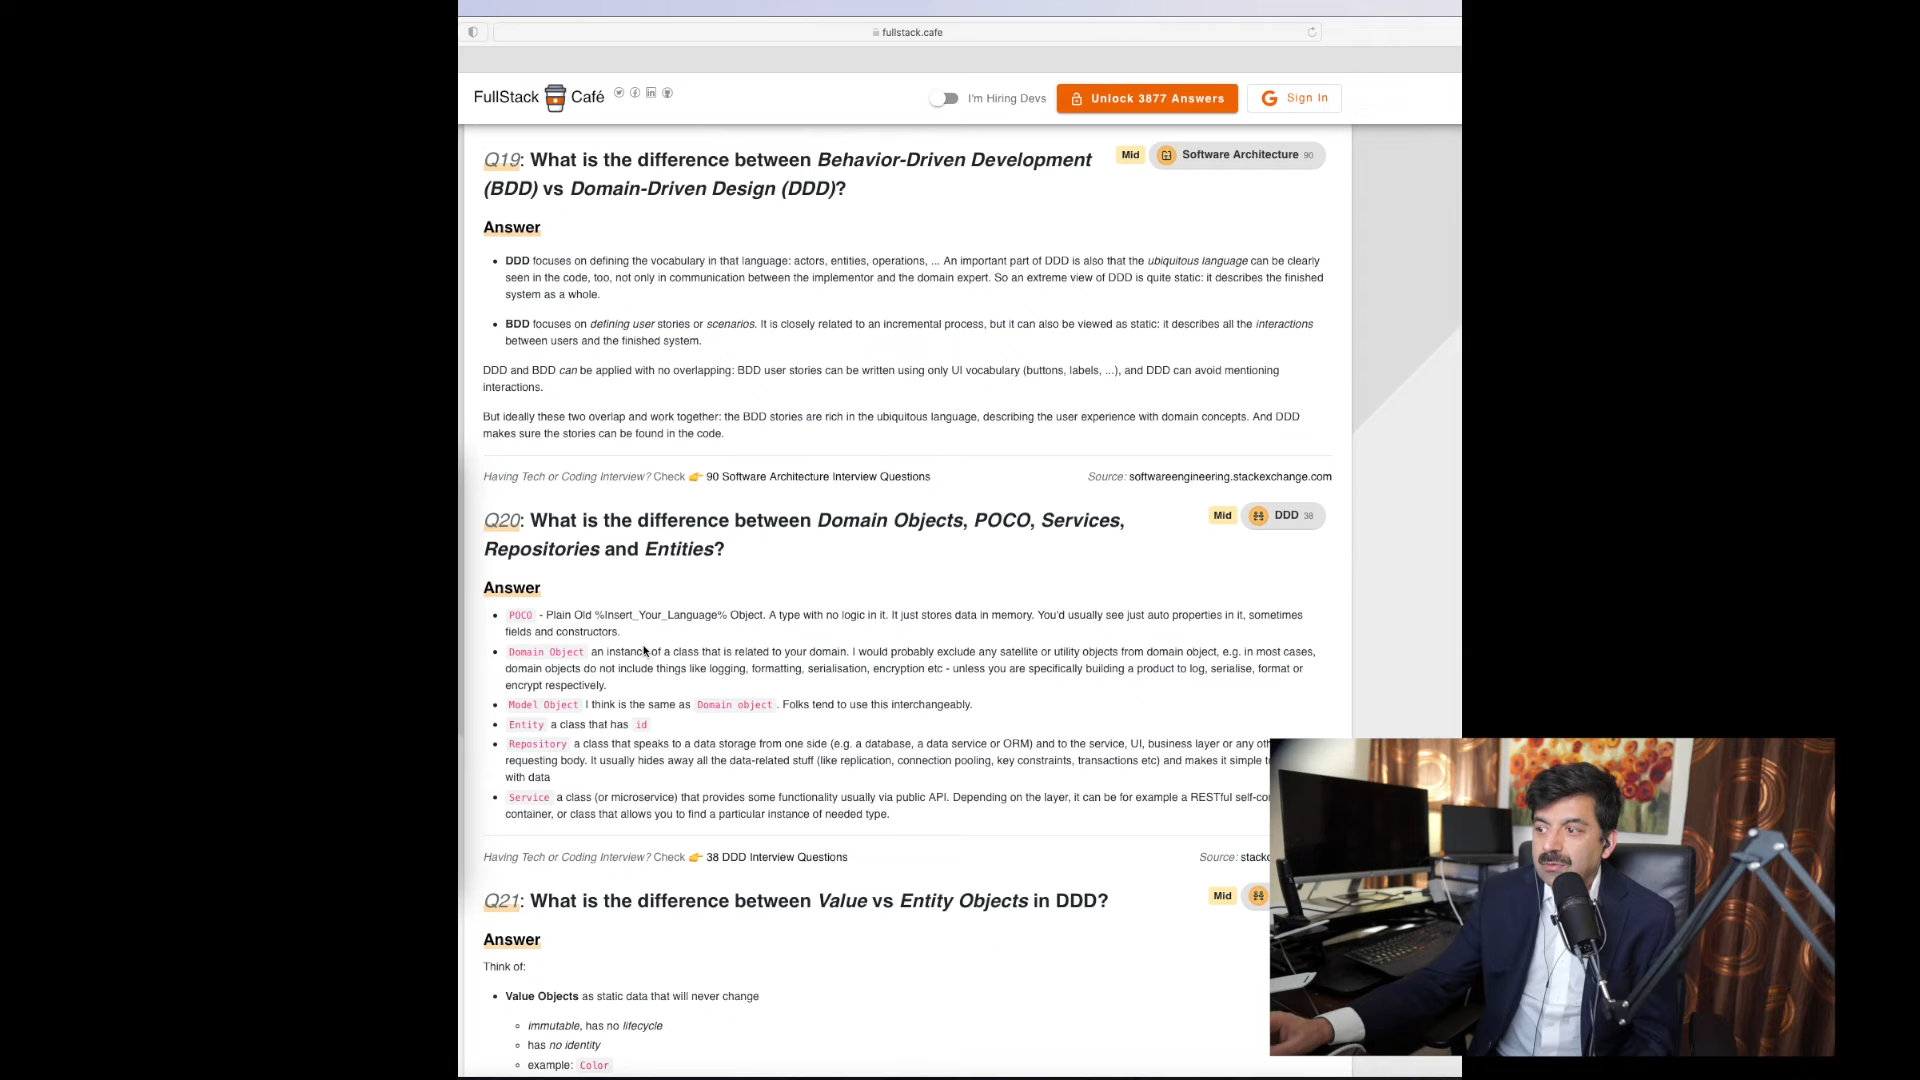 fullstack.cafe
FullStack Café
I'm Hiring Devs
Unlock 3877 Answers
Sign In
Q19: What is the difference between Behavior-Driven Development
(BDD) vs Domain-Driven Design (DDD)?
Mid
Software Architecture 90
Answer
• DDD focuses on defining the vocabulary in that language: actors, entities, operations, ... An important part of DDD is also that the ubiquitous language can be clearly
seen in the code, too, not only in communication between the implementor and the domain expert. So an extreme view of DDD is quite static: it describes the finished
system as a whole.
• BDD focuses on defining user stories or scenarios. It is closely related to an incremental process, but it can also be viewed as static: it describes all the interactions
between users and the finished system.
DDD and BDD can be applied with no overlapping: BDD user stories can be written using only UI vocabulary (buttons, labels, ...), and DDD can avoid mentioning
interactions.
But ideally these two overlap and work together: the BDD stories are rich in the ubiquitous language, describing the user experience with domain concepts. And DDD
makes sure the stories can be found in the code.
Having Tech or Coding Interview? Check 👉 90 Software Architecture Interview Questions
Source: softwareengineering.stackexchange.com
Q20: What is the difference between Domain Objects, POCO, Services,
Repositories and Entities?
Mid
DDD 38
Answer
• POCO - Plain Old %Insert_Your_Language% Object. A type with no logic in it. It just stores data in memory. You'd usually see just auto properties in it, sometimes
fields and constructors.
• Domain Object an instance of a class that is related to your domain. I would probably exclude any satellite or utility objects from domain object, e.g. in most cases,
domain objects do not include things like logging, formatting, serialisation, encryption etc - unless you are specifically building a product to log, serialise, format or
encrypt respectively.
• Model Object I think is the same as Domain object. Folks tend to use this interchangeably.
• Entity a class that has id
• Repository a class that speaks to a data storage from one side (e.g. a database, a data service or ORM) and to the service, UI, business layer or any
requesting body. It usually hides away all the data-related stuff (like replication, connection pooling, key constraints, transactions etc) and makes it simple
with data
• Service a class (or microservice) that provides some functionality usually via public API. Depending on the layer, it can be for example a RESTful
container, or class that allows you to find a particular instance of needed type.
Having Tech or Coding Interview? Check 👉 38 DDD Interview Questions
Source:
Q21: What is the difference between Value vs Entity Objects in DDD?
Mid
Answer
Think of:
• Value Objects as static data that will never change
◦ immutable, has no lifecycle
◦ has no identity
◦ example: Color